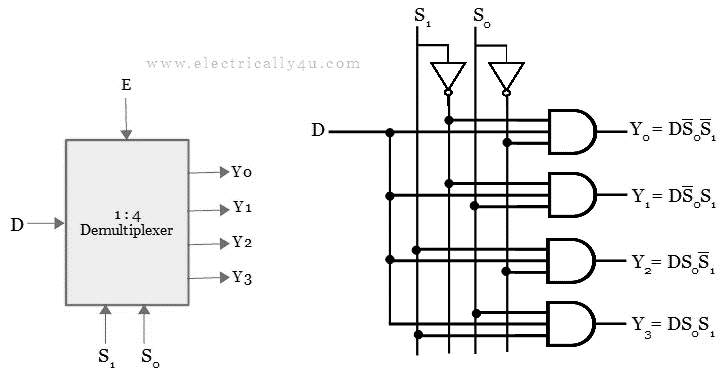 www.electrically4u.com
E
D
1 : 4
Demultiplexer
Y0
Y1
Y2
Y3
S₁ S₀
S₁ S₀
D
Y₀ = DS̅₀S̅₁
Y₁ = DS̅₀S₁
Y₂ = DS₀S̅₁
Y₃ = DS₀S₁